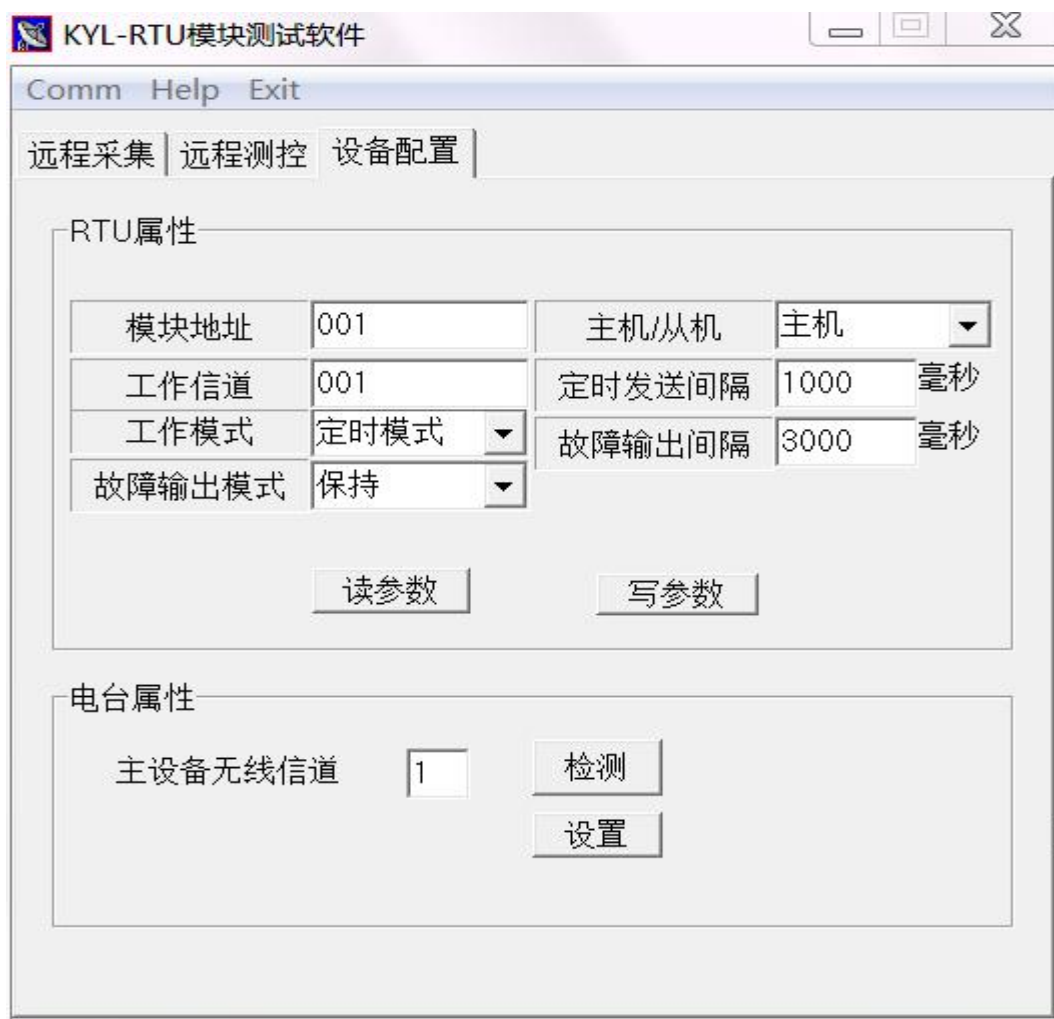 KYL-RTU模块测试软件
Comm Help Exit
远程采集 远程测控 设备配置
RTU属性
模块地址 001 主机/从机 主机
工作信道 001 定时发送间隔 1000 毫秒
工作模式 定时模式 故障输出间隔 3000 毫秒
故障输出模式 保持
读参数 写参数
电台属性
主设备无线信道 1 检测
设置